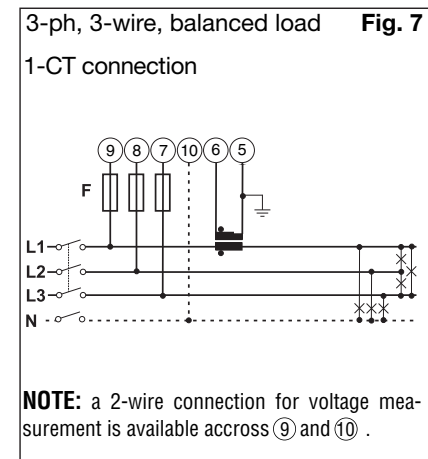 3-ph, 3-wire, balanced load Fig. 7
1-CT connection
9 8 7 10 6 5
F
L1
L2
L3
N
NOTE: a 2-wire connection for voltage mea-
surement is available accross 9 and 10 .